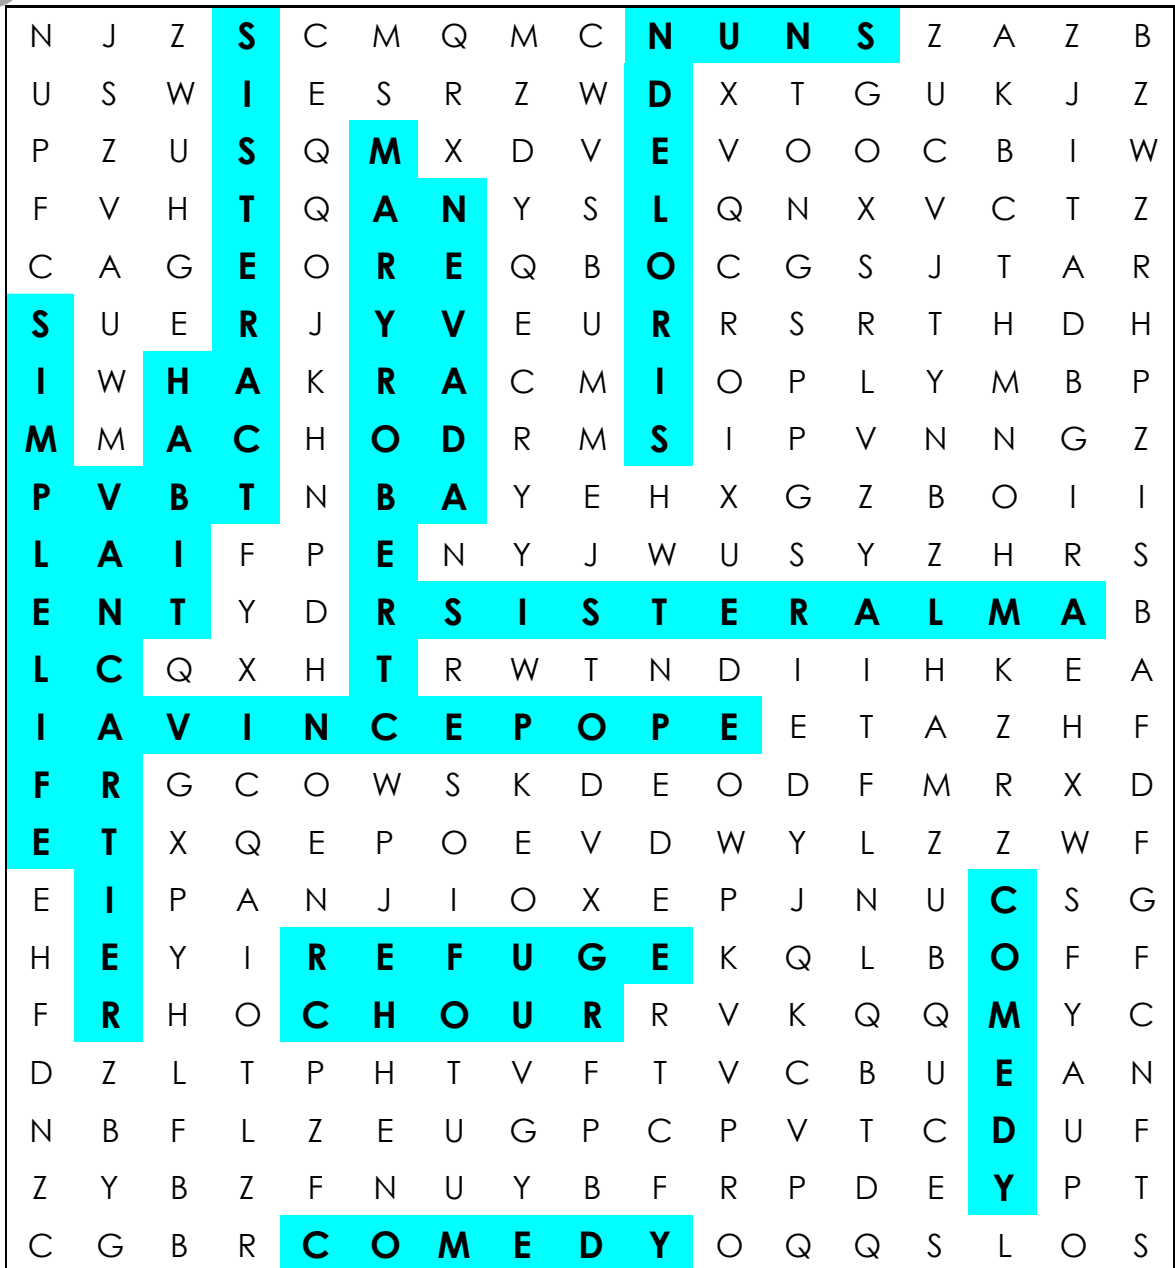 N J Z S C M Q M C N U N S Z A Z B
U S W I E S R Z W D X T G U K J Z
P Z U S Q M X D V E V O O C B I W
F V H T Q A N Y S L Q N X V C T Z
C A G E O R E Q B O C G S J T A R
S U E R J Y V E U R R S R T H D H
I W H A K R A C M I O P L Y M B P
M M A C H O D R M S I P V N N G Z
P V B T N B A Y E H X G Z B O I I
L A I F P E N Y J W U S Y Z H R S
E N T Y D R S I S T E R A L M A B
L C Q X H T R W T N D I I H K E A
I A V I N C E P O P E E T A Z H F
F R G C O W S K D E O D F M R X D
E T X Q E P O E V D W Y L Z Z W F
E I P A N J I O X E P J N U C S G
H E Y I R E F U G E K Q L B O F F
F R H O C H O U R R V K Q Q M Y C
D Z L T P H T V F T V C B U E A N
N B F L Z E U G P C P V T C D U F
Z Y B Z F N U Y B F R P D E Y P T
C G B R C O M E D Y O Q Q S L O S